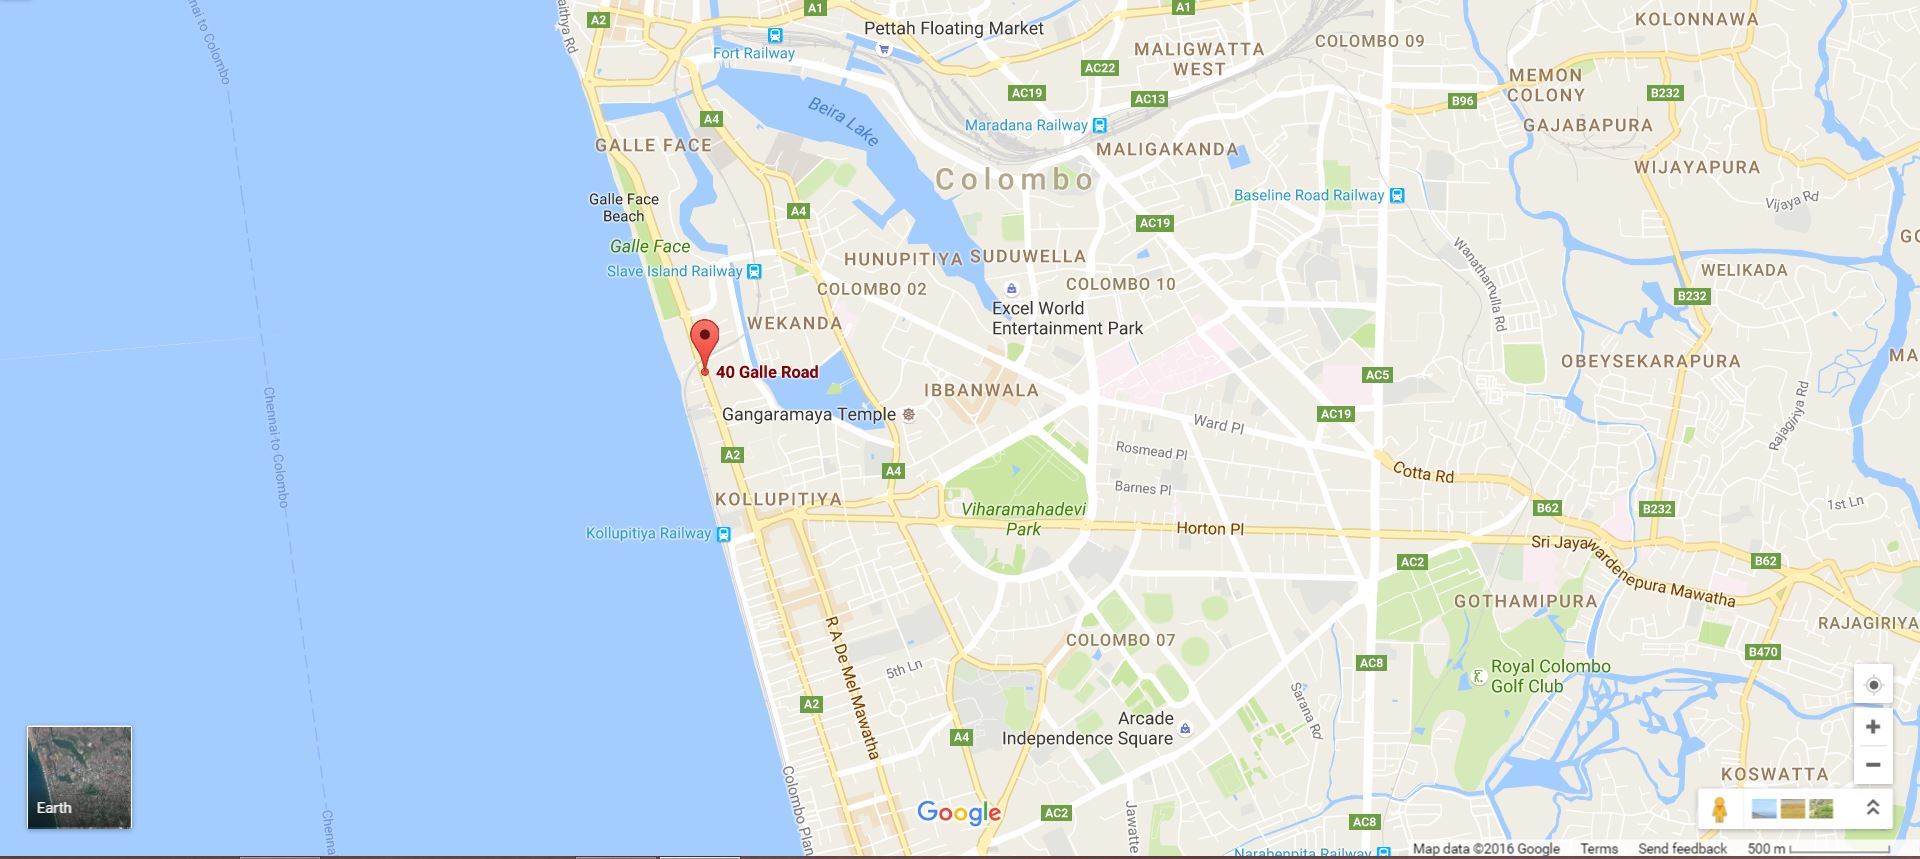 A2
A1
A1
KOLONNAWA
Pettah Floating Market
Fort Railway
MALIGWATTA
WEST
COLOMBO 09
AC22
MEMON
COLONY
AC19
AC13
B96
B232
Chennai to Colombo
Beira Lake
A4
Maradana Railway
GAJABAPURA
GALLE FACE
MALIGAKANDA
WIJAYAPURA
Colombo
Galle Face
Beach
Baseline Road Railway
Vijaya Rd
A4
AC19
Galle Face
HUNUPITIYA
SUDUWELLA
Wanathamulla Rd
Slave Island Railway
COLOMBO 02
COLOMBO 10
WELIKADA
B232
Excel World
Entertainment Park
WEKANDA
40 Galle Road
IBBANWALA
AC5
OBEYSEKARAPURA
Gangaramaya Temple
AC19
Ward Pl
Rajagiriya Rd
Chennai to Colombo
A2
Rosmead Pl
A4
Cotta Rd
KOLLUPITIYA
Barnes Pl
1st Ln
Viharamahadevi
Park
B62
B232
Kollupitiya Railway
Horton Pl
Sri Jayawardenepura Mawatha
AC2
B62
GOTHAMIPURA
RAJAGIRIYA
R A De Mel Mawatha
COLOMBO 07
B470
5th Ln
AC8
Royal Colombo
Golf Club
A2
Sarana Rd
Arcade
Independence Square
A4
KOSWATTA
Earth
Chennai
Colombo Plan
Google
AC2
Jawatte
AC8
Narahenpita Railway
Map data ©2016 Google
Terms
Send feedback
500 m